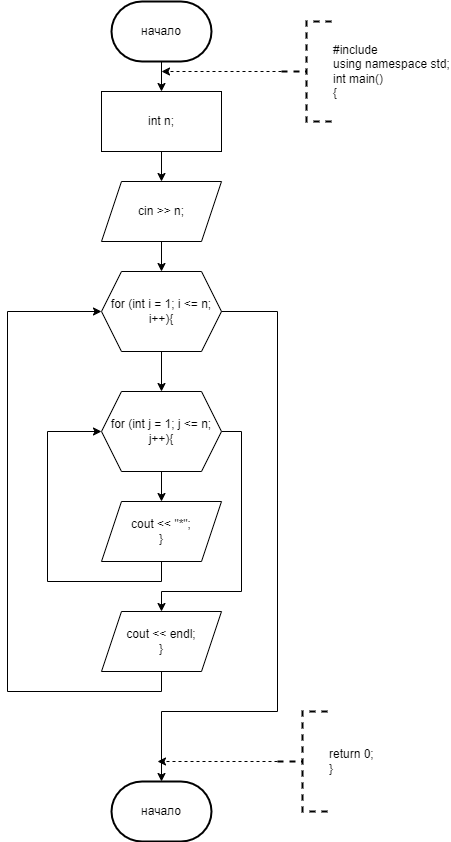 начало
#include
using namespace std;
int main()
{
int n;
cin >> n;
for (int i = 1; i <= n;
i++){
for (int j = 1; j <= n;
j++){
cout << "*";
}
cout << endl;
}
return 0;
}
начало